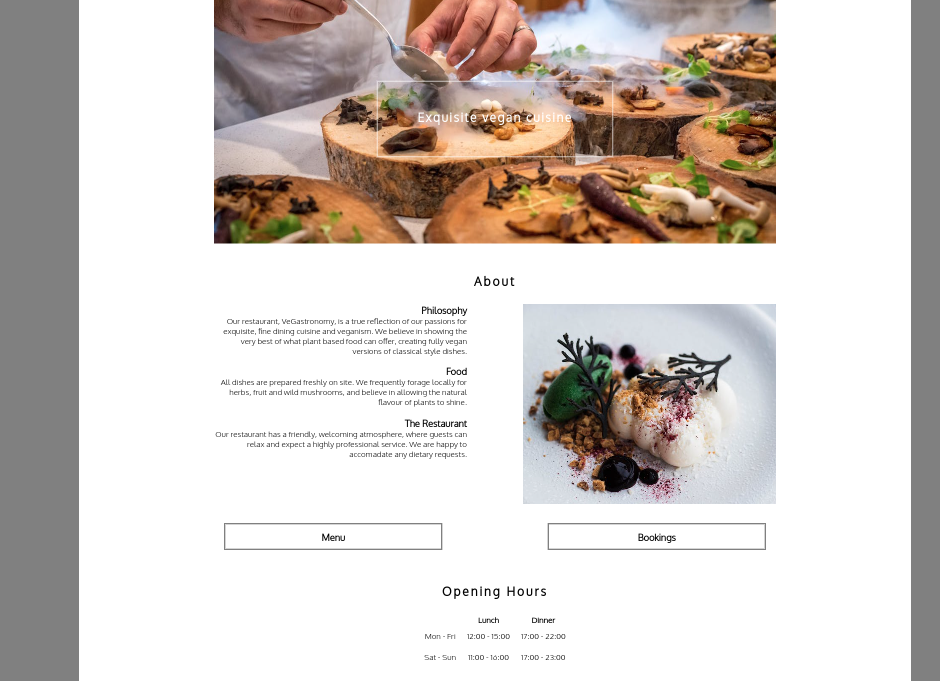 Exquisite vegan cuisine
About
Philosophy
Our restaurant, VeGastronomy, is a true reflection of our passions for
exquisite, fine dining cuisine and veganism. We believe in showing the
very best of what plant based food can offer, creating fully vegan
versions of classical style dishes.
Food
All dishes are prepared freshly on site. We frequently forage locally for
herbs, fruit and wild mushrooms, and believe in allowing the natural
flavour of plants to shine.
The Restaurant
Our restaurant has a friendly, welcoming atmosphere, where guests can
relax and expect a highly professional service. We are happy to
accomadate any dietary requests.
Menu
Bookings
Opening Hours
Lunch Dinner
Mon - Fri 12:00 - 15:00 17:00 - 22:00
Sat - Sun 11:00 - 16:00 17:00 - 23:00